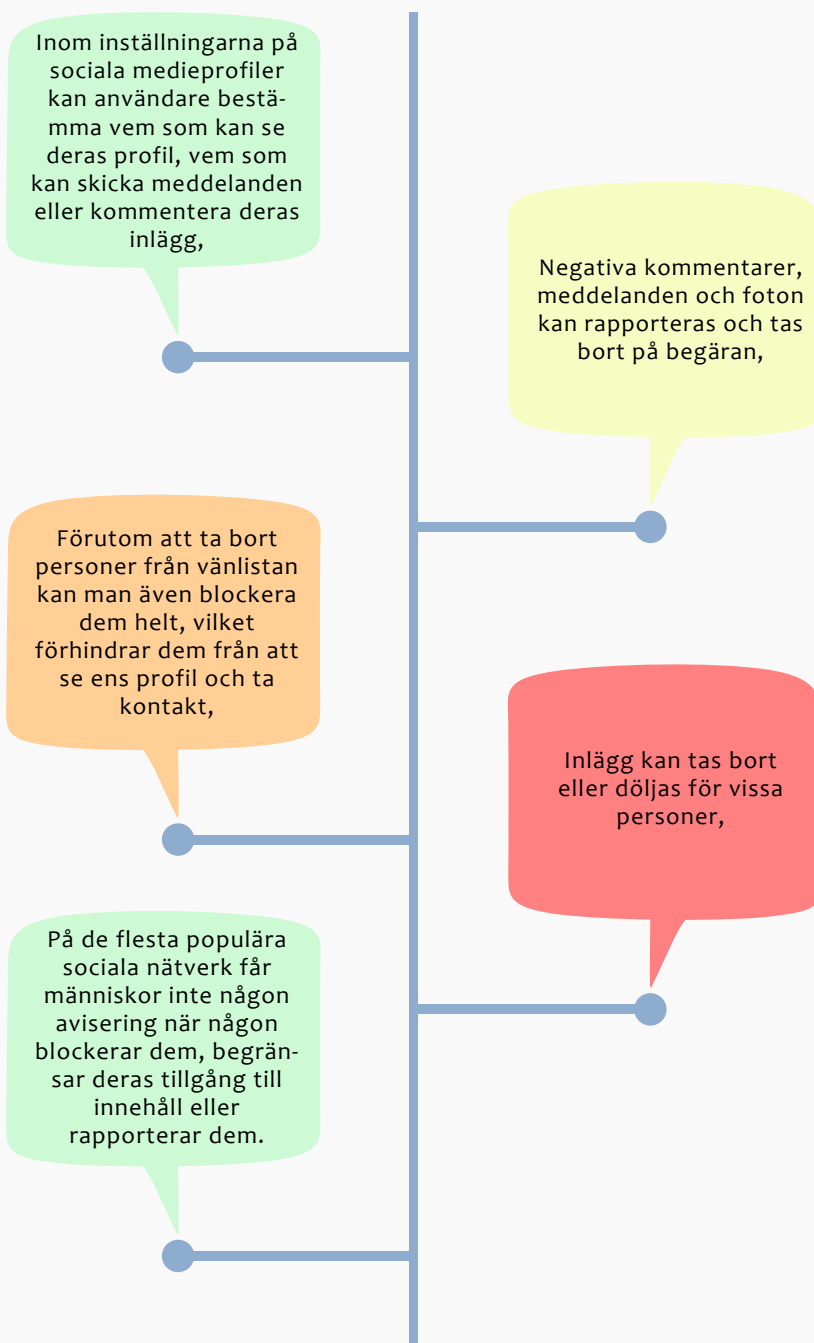 Inom inställningarna på
sociala medieprofiler
kan användare bestä-
mma vem som kan se
deras profil, vem som
kan skicka meddelanden
eller kommentera deras
inlägg,
Negativa kommentarer,
meddelanden och foton
kan rapporteras och tas
bort på begäran,
Förutom att ta bort
personer från vänlistan
kan man även blockera
dem helt, vilket
förhindrar dem från att
se ens profil och ta
kontakt,
Inlägg kan tas bort
eller döljas för vissa
personer,
På de flesta populära
sociala nätverk får
människor inte någon
avisering när någon
blockerar dem, begrän-
sar deras tillgång till
innehåll eller
rapporterar dem.